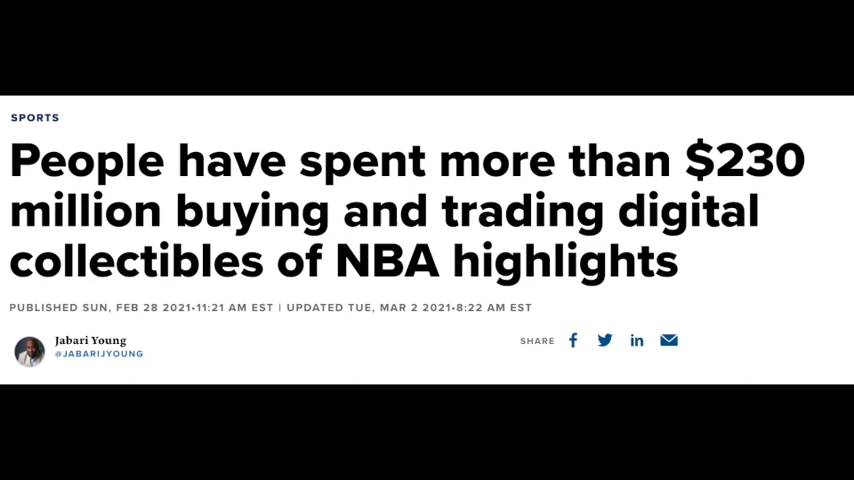 SPORTS
People have spent more than $230
million buying and trading digital
collectibles of NBA highlights
PUBLISHED SUN, FEB 28 2021•11:21 AM EST | UPDATED TUE, MAR 2 2021•8:22 AM EST
Jabari Young
@JABARIJYOUNG
SHARE